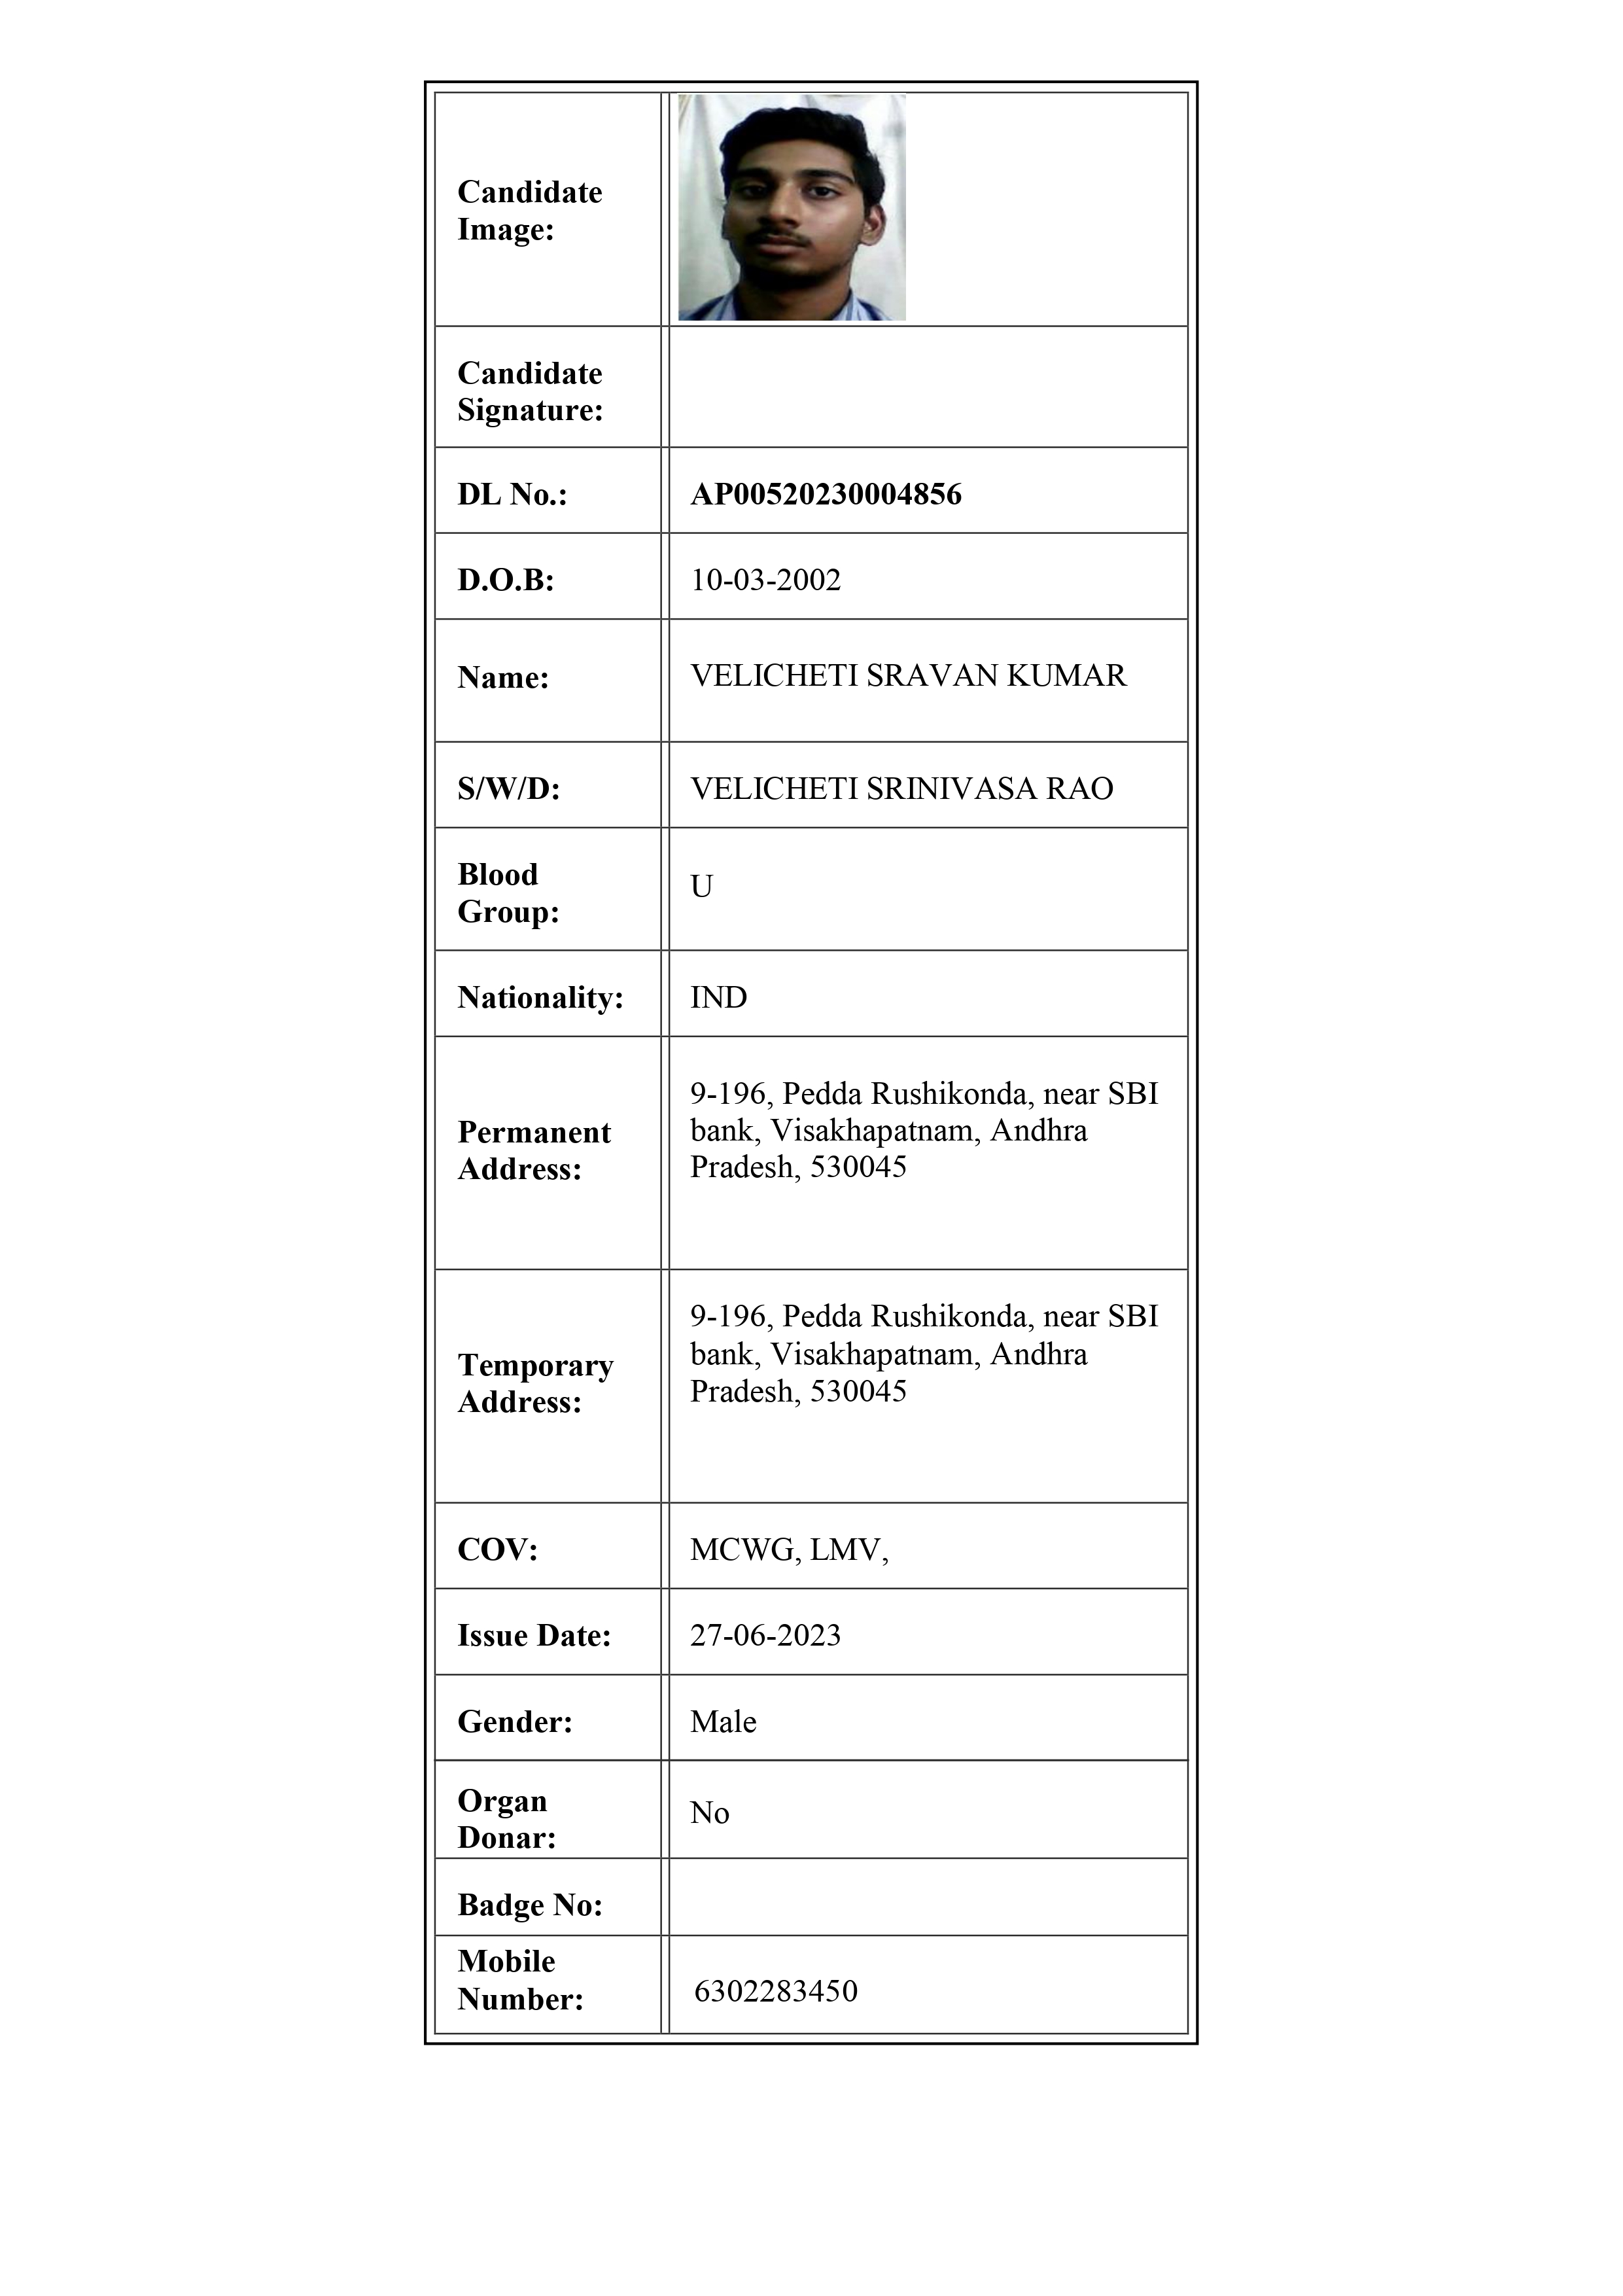 Candidate
Image:
Candidate
Signature:
DL No.: AP00520230004856
D.O.B: 10-03-2002
Name: VELICHETI SRAVAN KUMAR
S/W/D: VELICHETI SRINIVASA RAO
Blood
Group:
U
Nationality: IND
Permanent
Address:
9-196, Pedda Rushikonda, near SBI
bank, Visakhapatnam, Andhra
Pradesh, 530045
Temporary
Address:
9-196, Pedda Rushikonda, near SBI
bank, Visakhapatnam, Andhra
Pradesh, 530045
COV: MCWG, LMV,
Issue Date: 27-06-2023
Gender: Male
Organ
Donar:
No
Badge No:
Mobile
Number:
6302283450